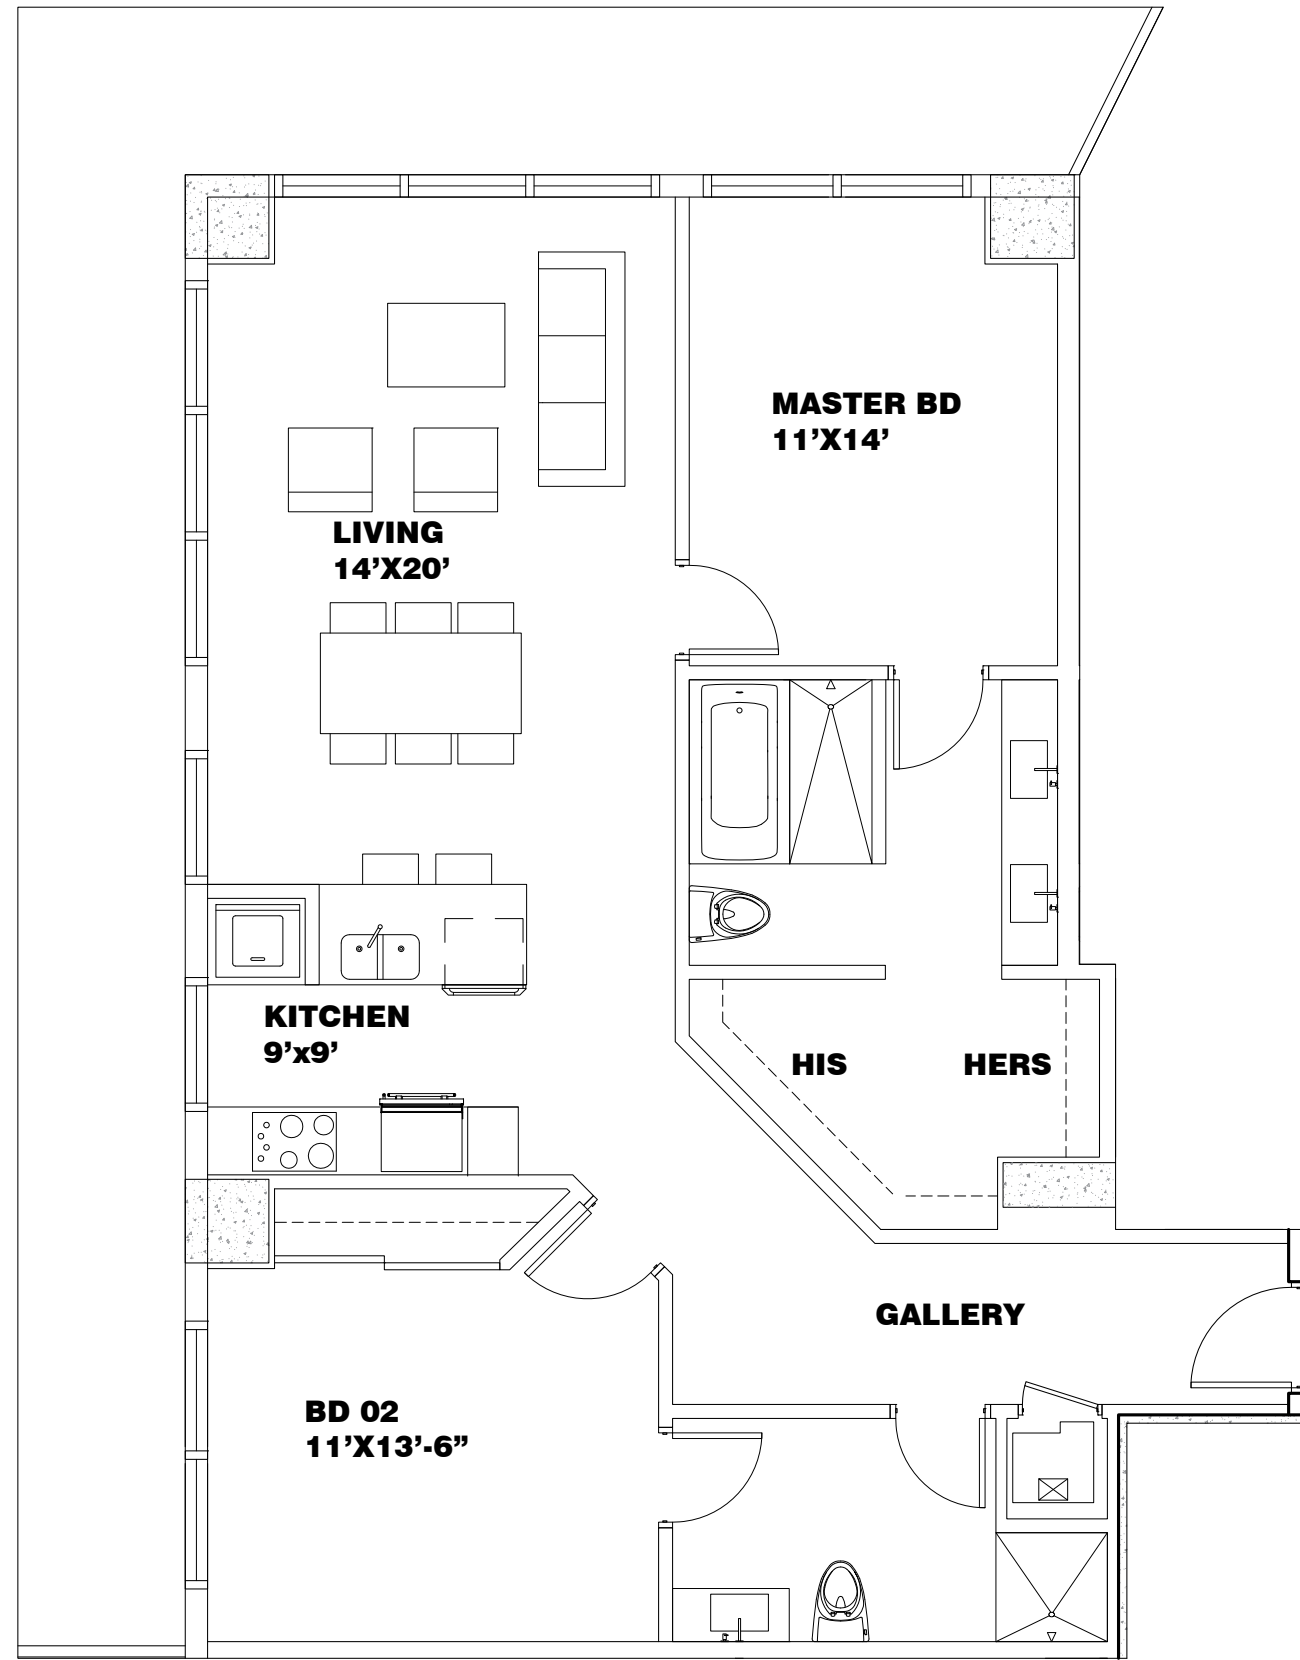 MASTER BD
11’X14’
LIVING
14’X20’
KITCHEN
9’x9’
HIS
HERS
GALLERY
BD 02
11’X13’-6”